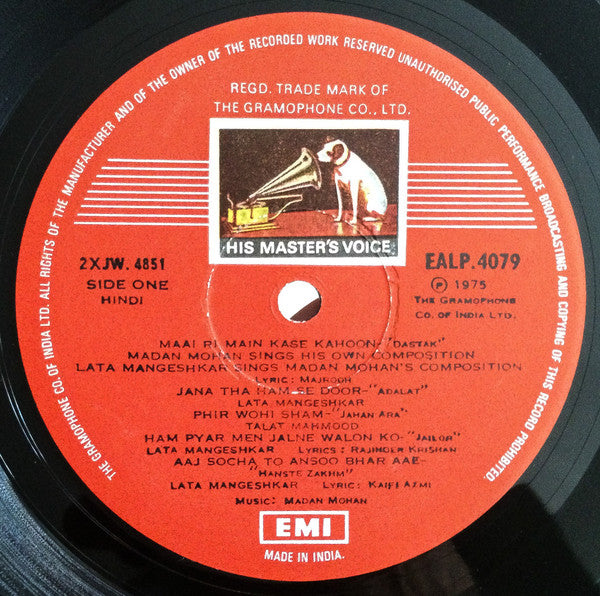 THE GRAMOPHONE CO. OF INDIA LTD. ALL RIGHTS OF THE MANUFACTURER AND OF THE OWNER OF THE RECORDED WORK RESERVED UNAUTHORISED PUBLIC PERFORMANCE BROADCASTING AND COPYING OF THIS RECORD PROHIBITED.
REGD. TRADE MARK OF
THE GRAMOPHONE CO., LTD.
HIS MASTER'S VOICE
2XJW. 4851
EALP.4079
SIDE ONE
HINDI
℗ 1975
THE GRAMOPHONE
CO. OF INDIA LTD.
MAAI RI MAIN KASE KAHOON-"DASTAK"
MADAN MOHAN SINGS HIS OWN COMPOSITION
LATA MANGESHKAR SINGS MADAN MOHAN'S COMPOSITION
LYRIC: MAJROOH
JANA THA HAM SE DOOR-"ADALAT"
LATA MANGESHKAR
PHIR WOHI SHAM-"JAHAN ARA"
TALAT MAHMOOD
HAM PYAR MEN JALNE WALON KO-"JAILOR"
LATA MANGESHKAR LYRICS: RAJINDER KRISHAN
AAJ SOCHA TO ANSOO BHAR AAE-
"HANSTE ZAKHM"
LATA MANGESHKAR LYRIC: KAIFI AZMI
MUSIC: MADAN MOHAN
EMI
MADE IN INDIA.